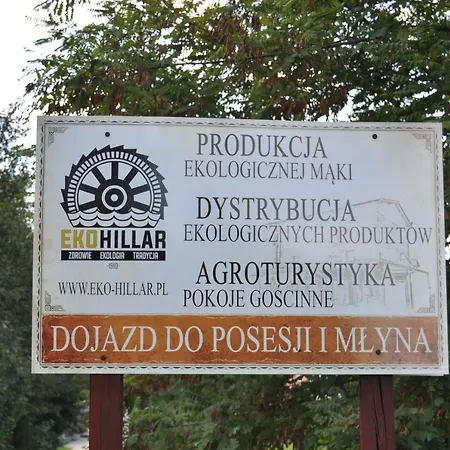 PRODUKCJA
EKOLOGICZNEJ MĄKI
DYSTRYBUCJA
EKOLOGICZNYCH PRODUKTÓW
AGROTURYSTYKA
POKOJE GOŚCINNE
EKOHILLAR
ZDROWIE EKOLOGIA TRADYCJA
WWW.EKO-HILLAR.PL
DOJAZD DO POSESJI I MŁYNA